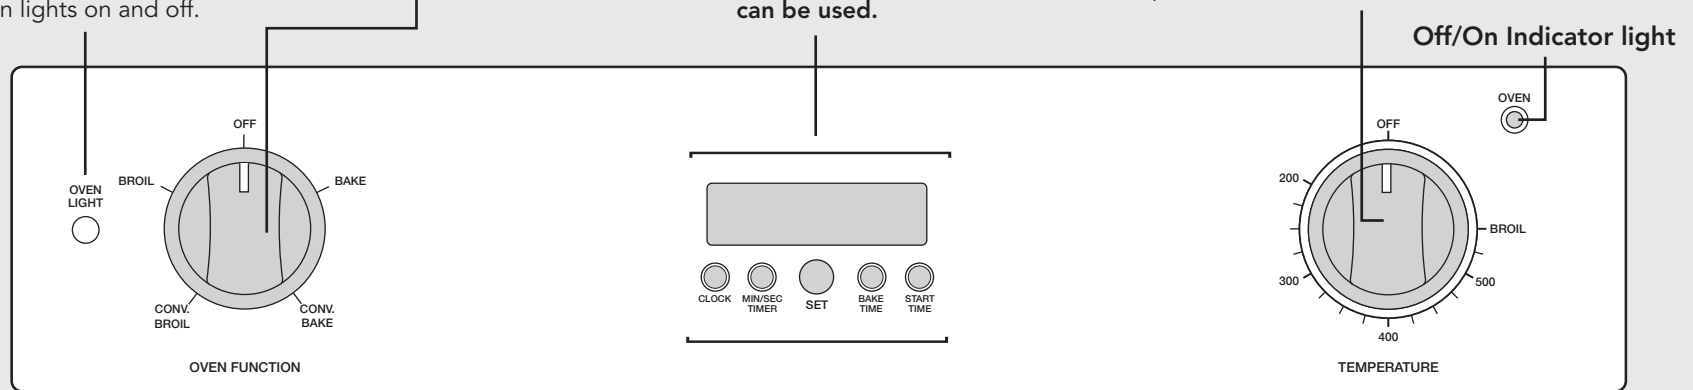 n lights on and off.
can be used.
Off/On Indicator light
OFF
BROIL
BAKE
OVEN
LIGHT
CONV.
BROIL
CONV.
BAKE
OVEN FUNCTION
CLOCK
MIN/SEC
TIMER
SET
BAKE
TIME
START
TIME
OVEN
OFF
200
BROIL
300
500
400
TEMPERATURE